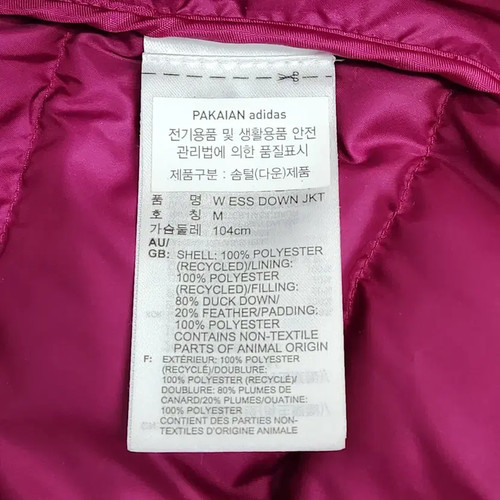 PAKAIAN adidas
전기용품 및 생활용품 안전
관리법에 의한 품질표시
제품구분 : 솜털(다운)제품
품 명 W ESS DOWN JKT
호 칭 M
가슴둘레 104cm
AU/
GB: SHELL: 100% POLYESTER
(RECYCLED)/LINING:
100% POLYESTER
(RECYCLED)/FILLING:
80% DUCK DOWN/
20% FEATHER/PADDING:
100% POLYESTER
CONTAINS NON-TEXTILE
PARTS OF ANIMAL ORIGIN
F: EXTÉRIEUR: 100% POLYESTER
(RECYCLÉ)/DOUBLURE:
100% POLYESTER (RECYCLÉ)/
DOUBLURE: 80% PLUMES DE
CANARD/20% PLUMES/OUATINE:
100% POLYESTER
CONTIENT DES PARTIES NON-
TEXTILES D'ORIGINE ANIMALE